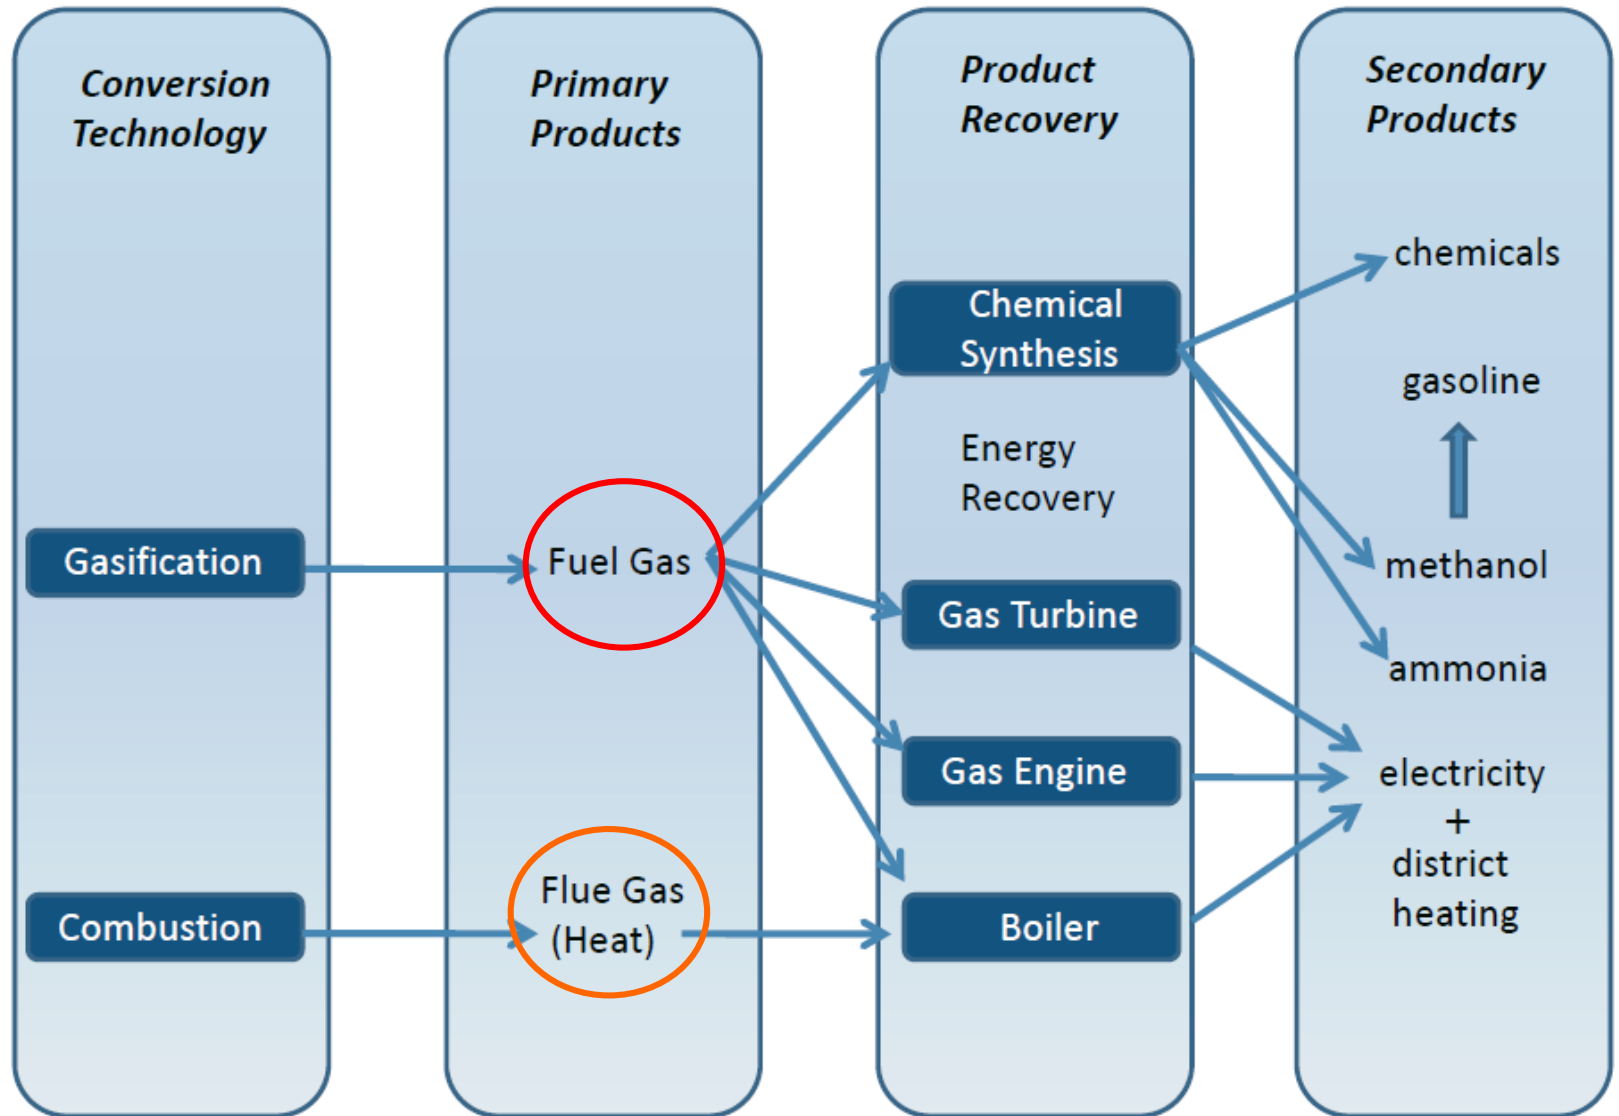 Conversion
Technology
Primary
Products
Product
Recovery
Secondary
Products
Gasification
Combustion
Fuel Gas
Flue Gas
(Heat)
Chemical
Synthesis
Energy
Recovery
Gas Turbine
Gas Engine
Boiler
chemicals
gasoline
methanol
ammonia
electricity
+
district
heating